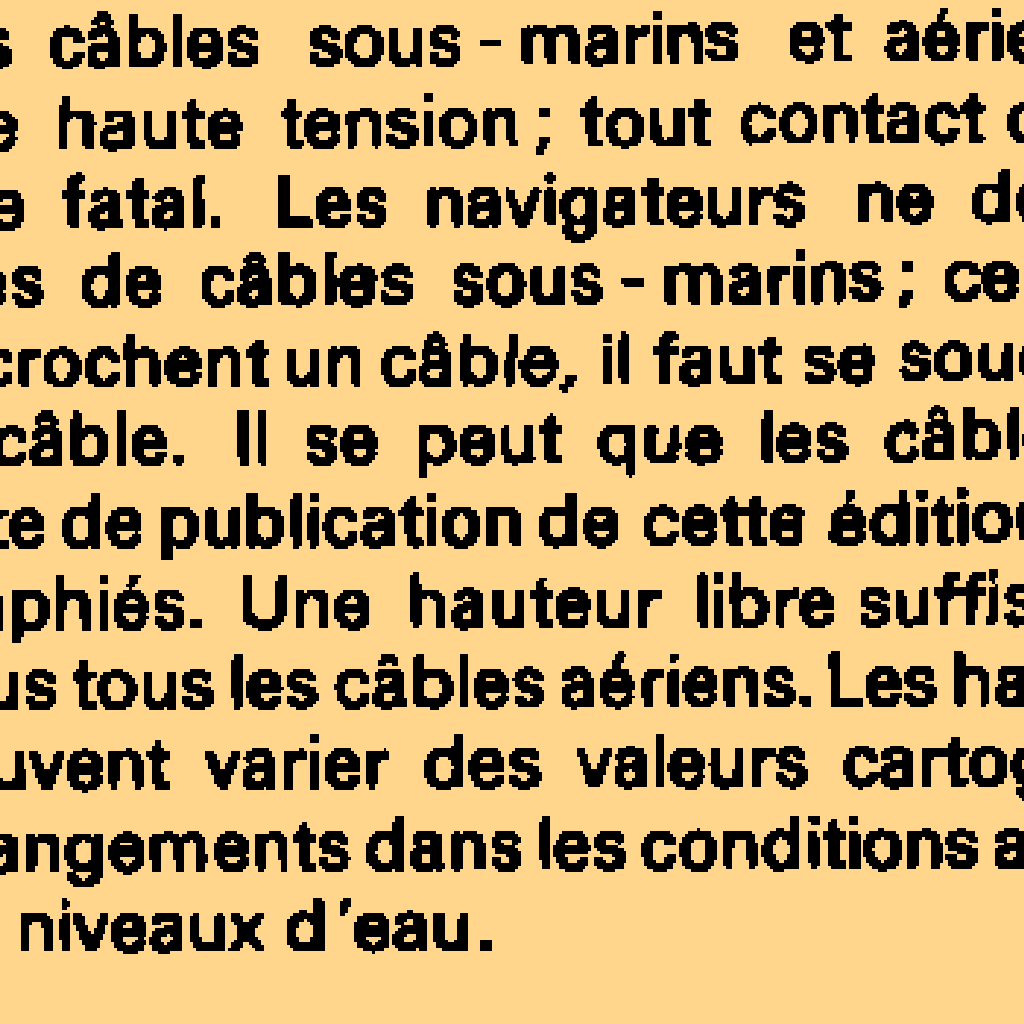 s câbles sous-marins et aérie
e haute tension; tout contact
e fatal. Les navigateurs ne de
es de câbles sous-marins; ce
crochent un câble, il faut se sou
câble. Il se peut que les câbl
te de publication de cette édition
phiés. Une hauteur libre suffis
us tous les câbles aériens. Les ha
uvent varier des valeurs cartog
angements dans les conditions a
niveaux d'eau.